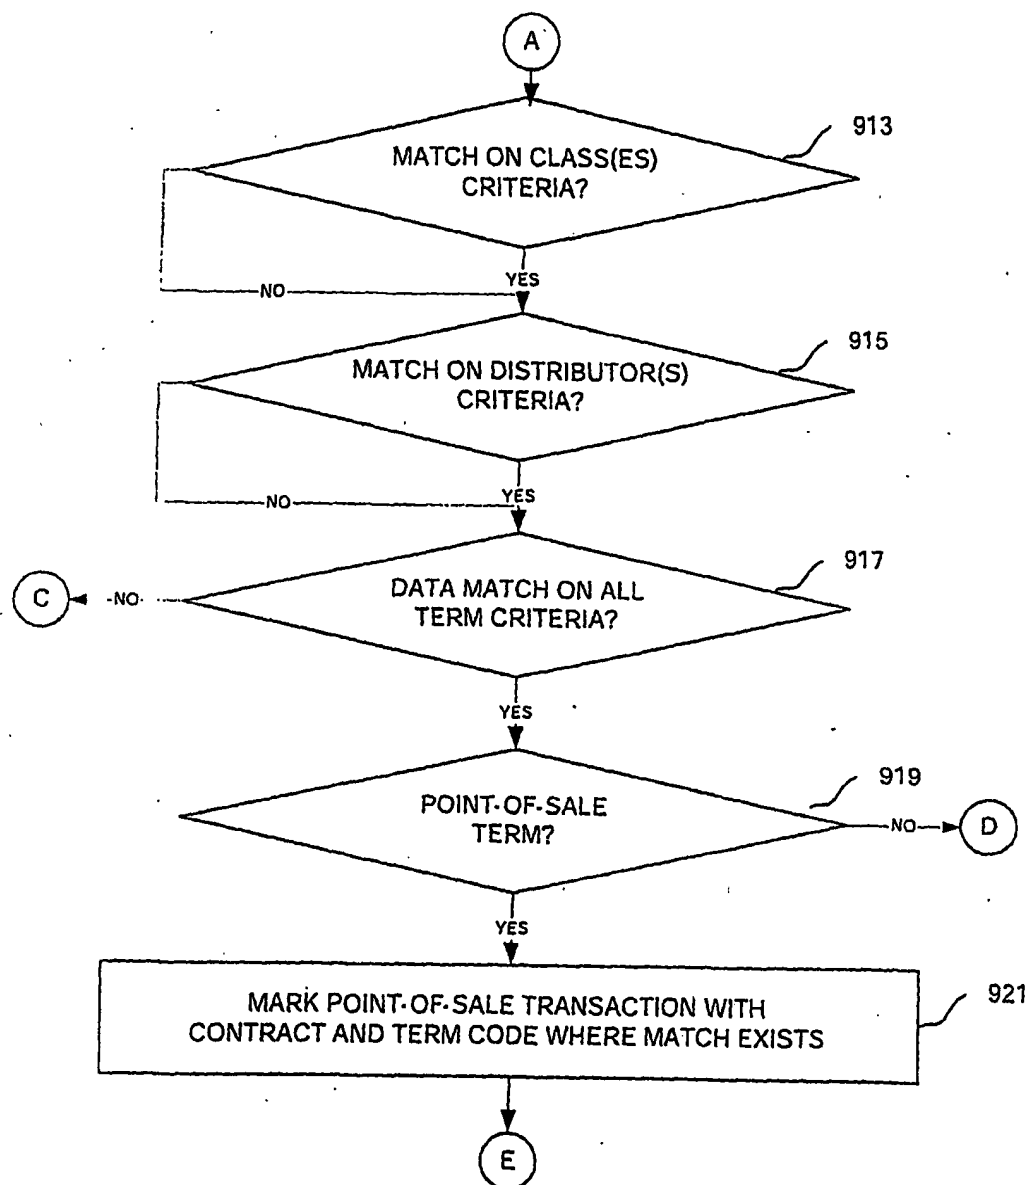 A
913
MATCH ON CLASS(ES)
CRITERIA?
YES
NO
915
MATCH ON DISTRIBUTOR(S)
CRITERIA?
YES
NO
917
DATA MATCH ON ALL
TERM CRITERIA?
C
NO
YES
919
POINT-OF-SALE
TERM?
NO
D
YES
921
MARK POINT-OF-SALE TRANSACTION WITH
CONTRACT AND TERM CODE WHERE MATCH EXISTS
E